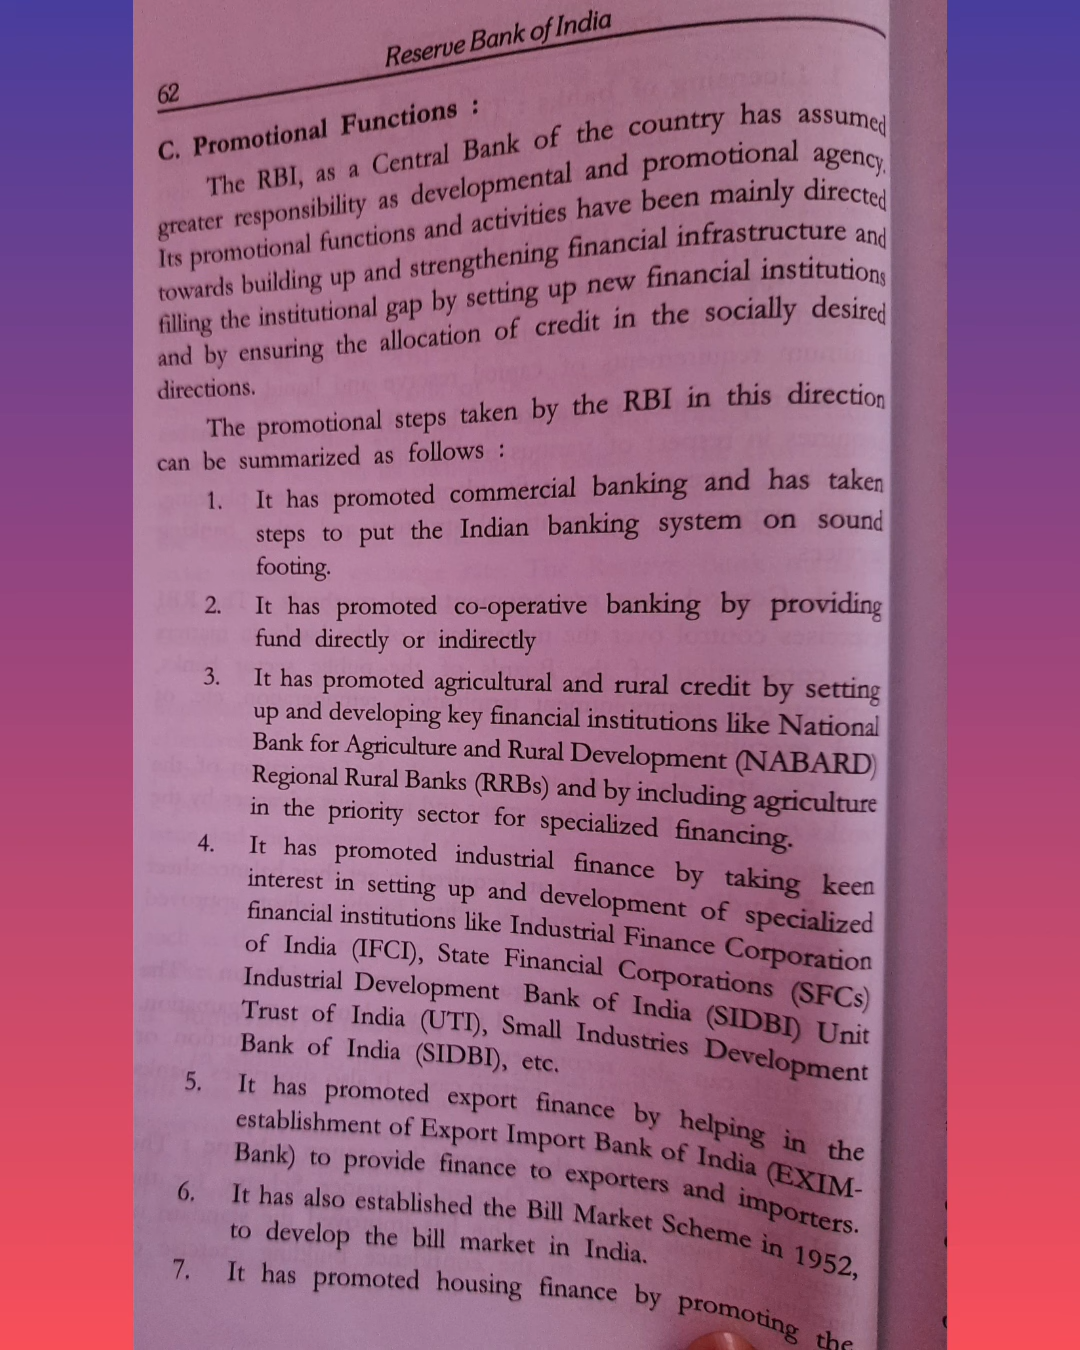 Reserve Bank of India
62
C. Promotional Functions :
The RBI, as a Central Bank of the country has assumed
greater responsibility as developmental and promotional agency.
Its promotional functions and activities have been mainly directed
towards building up and strengthening financial infrastructure and
filling the institutional gap by setting up new financial institutions
and by ensuring the allocation of credit in the socially desired
directions.
The promotional steps taken by the RBI in this direction
can be summarized as follows :
1. It has promoted commercial banking and has taken
steps to put the Indian banking system on sound
footing.
2. It has promoted co-operative banking by providing
fund directly or indirectly
3. It has promoted agricultural and rural credit by setting
up and developing key financial institutions like National
Bank for Agriculture and Rural Development (NABARD)
Regional Rural Banks (RRBs) and by including agriculture
in the priority sector for specialized financing.
4. It has promoted industrial finance by taking keen
interest in setting up and development of specialized
financial institutions like Industrial Finance Corporation
of India (IFCI), State Financial Corporations (SFCs)
Industrial Development Bank of India (SIDBI) Unit
Trust of India (UTI), Small Industries Development
Bank of India (SIDBI), etc.
5. It has promoted export finance by helping in the
establishment of Export Import Bank of India (EXIM-
Bank) to provide finance to exporters and importers.
6. It has also established the Bill Market Scheme in 1952,
to develop the bill market in India.
7. It has promoted housing finance by promoting the